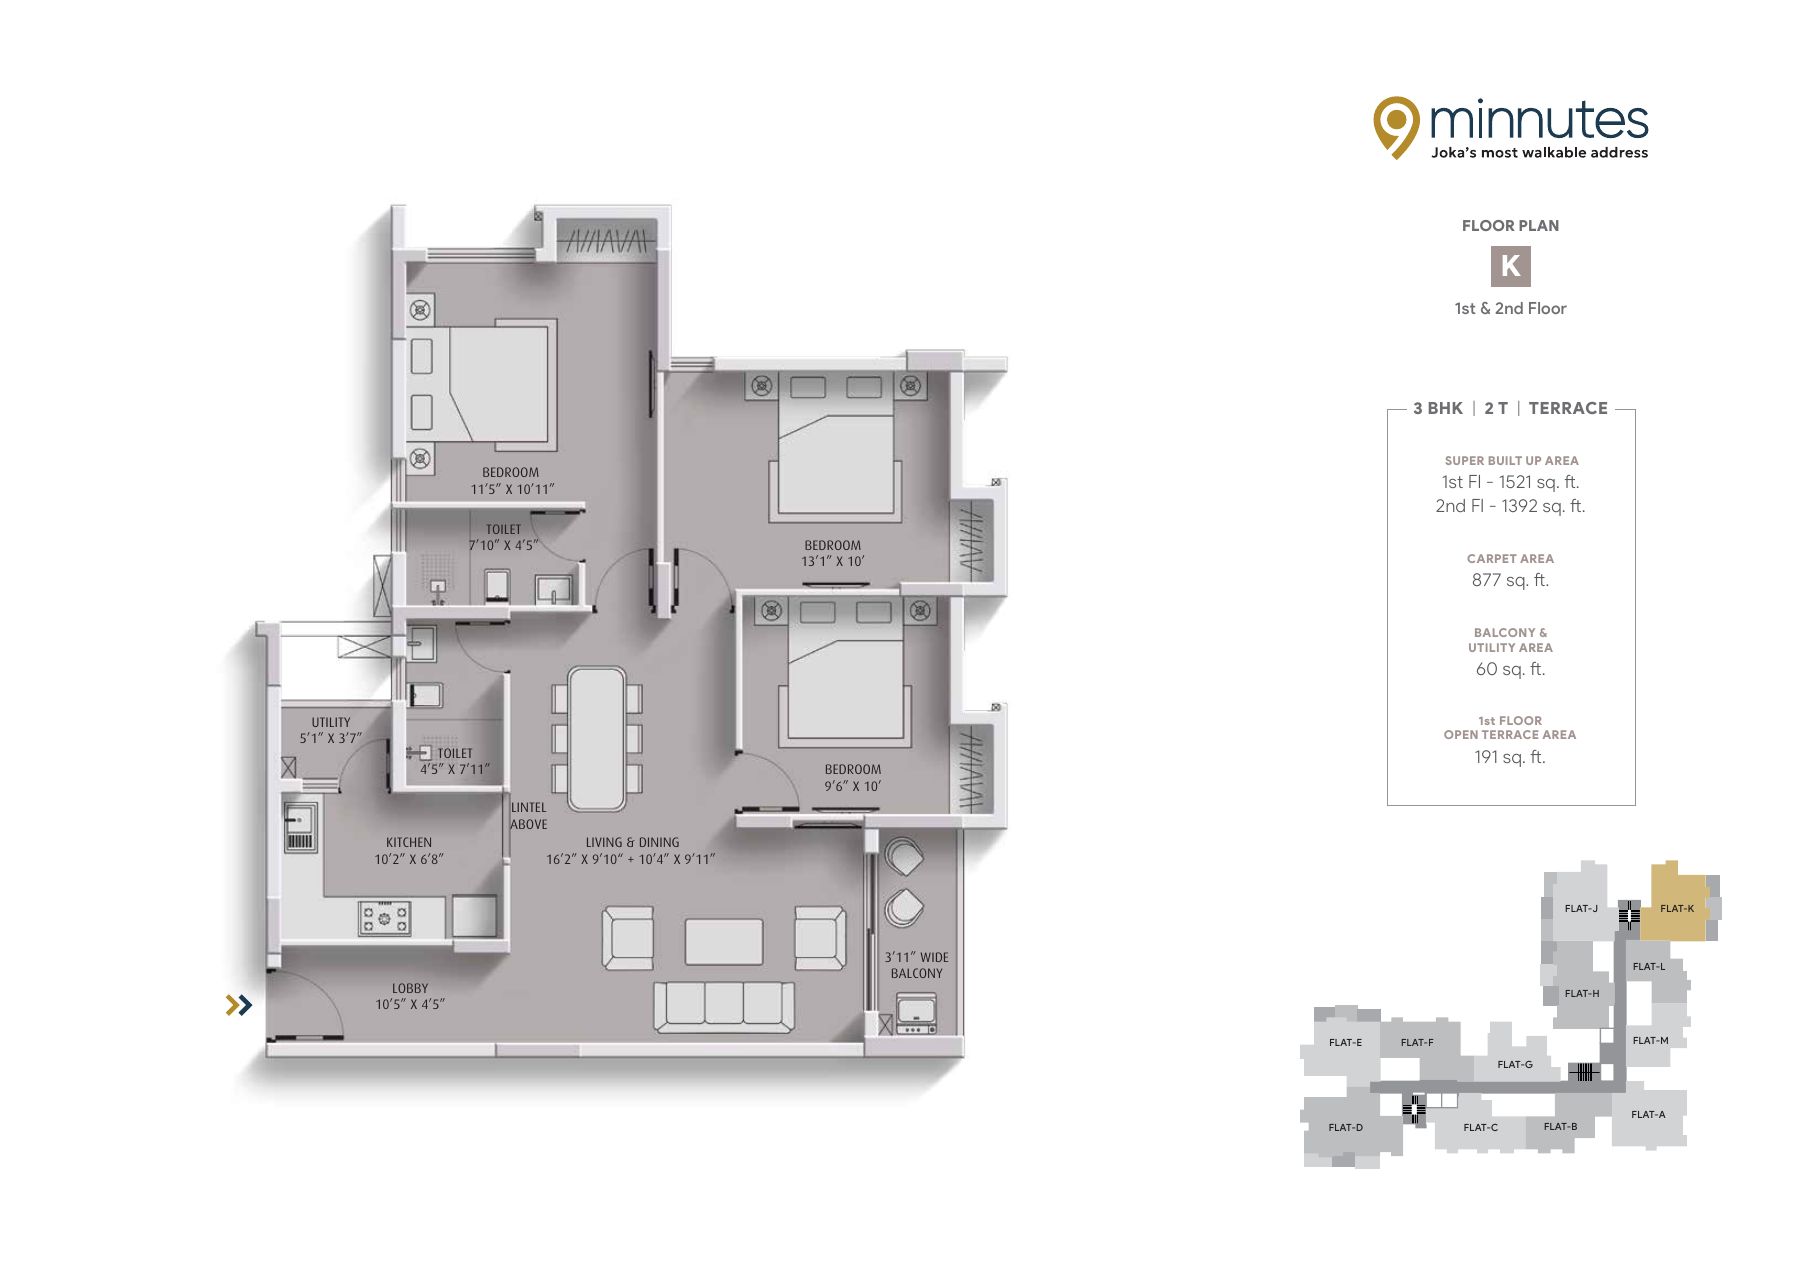 9 minnutes
Joka's most walkable address
FLOOR PLAN
K
1st & 2nd Floor
3 BHK | 2 T | TERRACE
SUPER BUILT UP AREA
1st Fl - 1521 sq. ft.
2nd Fl - 1392 sq. ft.
CARPET AREA
877 sq. ft.
BALCONY &
UTILITY AREA
60 sq. ft.
1st FLOOR
OPEN TERRACE AREA
191 sq. ft.
BEDROOM
11'5" X 10'11"
TOILET
7'10" X 4'5"
BEDROOM
13'1" X 10'
UTILITY
5'1" X 3'7"
TOILET
4'5" X 7'11"
BEDROOM
9'6" X 10'
LINTEL
ABOVE
KITCHEN
10'2" X 6'8"
LIVING & DINING
16'2" X 9'10" + 10'4" X 9'11"
3'11" WIDE
BALCONY
LOBBY
10'5" X 4'5"
FLAT-J
FLAT-K
FLAT-L
FLAT-H
FLAT-E
FLAT-F
FLAT-M
FLAT-G
FLAT-A
FLAT-D
FLAT-C
FLAT-B